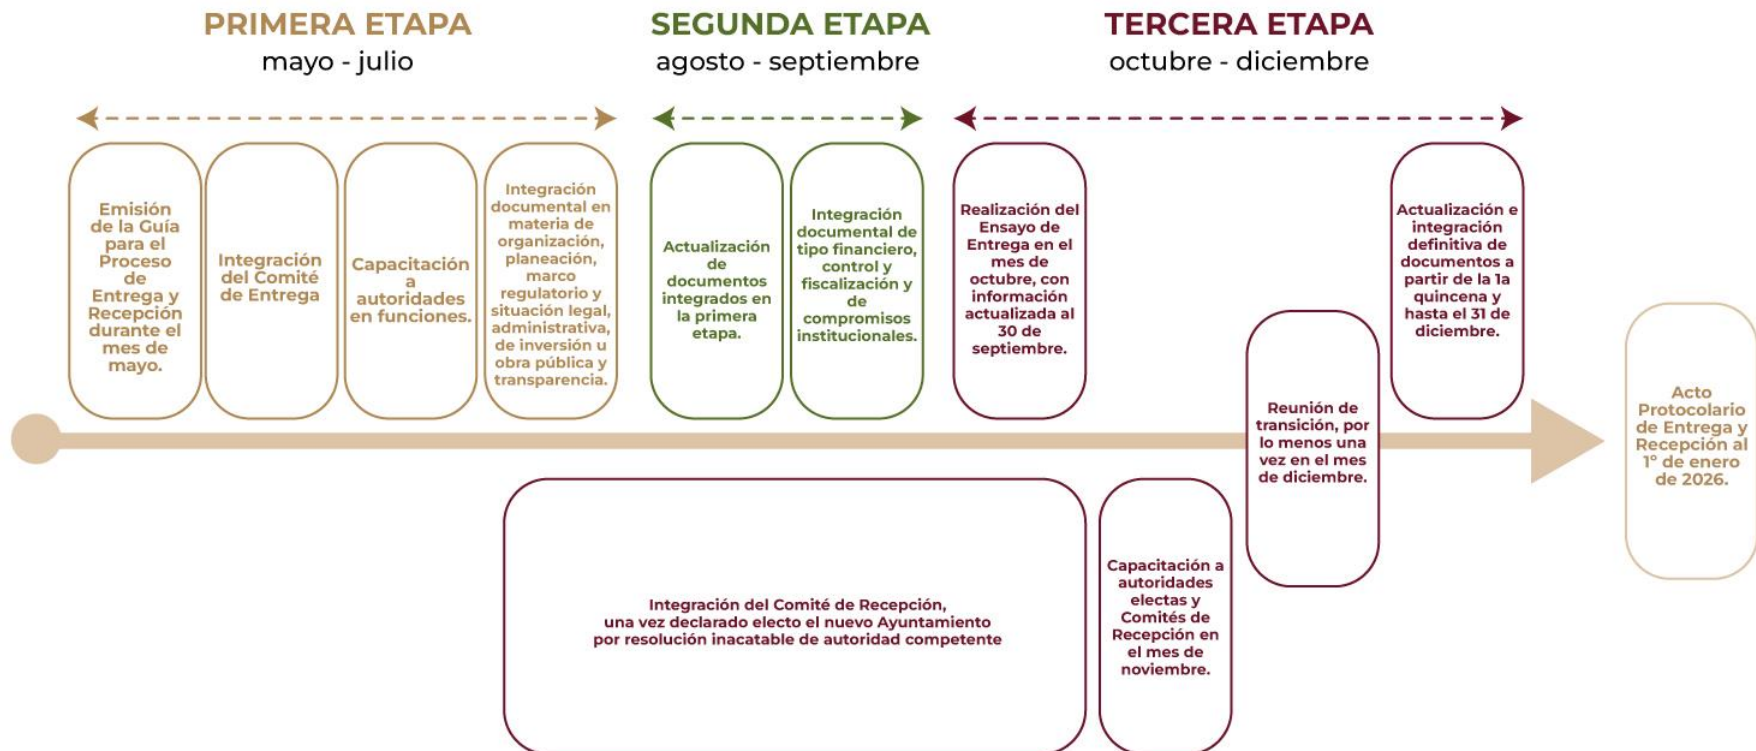 PRIMERA ETAPA
mayo - julio
SEGUNDA ETAPA
agosto - septiembre
TERCERA ETAPA
octubre - diciembre
Emisión
de la Guía
para el
Proceso
de
Entrega y
Recepción
durante el
mes de
mayo.
Integración
del Comité
de Entrega
Capacitación
a
autoridades
en funciones.
Integración
documental en
materia de
organización,
planeación,
marco
regulatorio y
situación legal,
administrativa,
de inversión u
obra pública y
transparencia.
Actualización
de
documentos
integrados en
la primera
etapa.
Integración
documental de
tipo financiero,
control y
fiscalización y
de
compromisos
institucionales.
Realización del
Ensayo de
Entrega en el
mes de
octubre, con
información
actualizada al
30 de
septiembre.
Actualización e
integración
definitiva de
documentos a
partir de la 1a
quincena y
hasta el 31 de
diciembre.
Reunión de
transición, por
lo menos una
vez en el mes
de diciembre.
Acto
Protocolario
de Entrega y
Recepción al
1º de enero
de 2026.
Integración del Comité de Recepción,
una vez declarado electo el nuevo Ayuntamiento
por resolución inacatable de autoridad competente
Capacitación a
autoridades
electas y
Comités de
Recepción en
el mes de
noviembre.